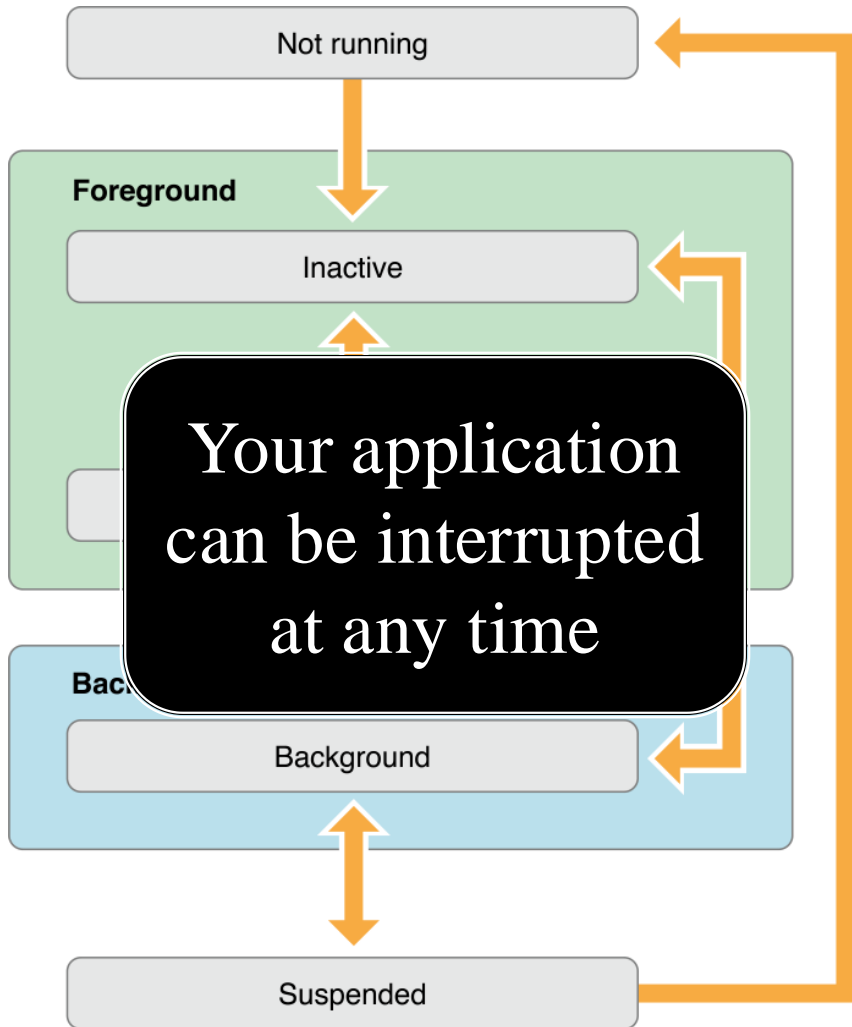 Not running
Foreground
Inactive
Your application
can be interrupted
at any time
Background
Suspended